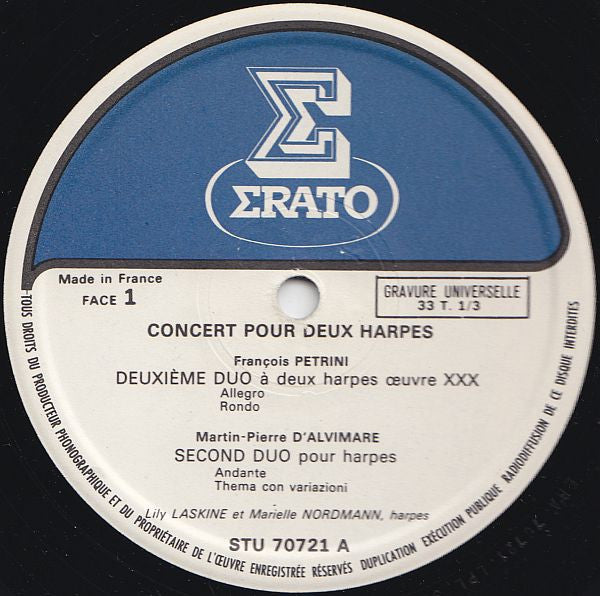 ΣRATO
Made in France
FACE 1
GRAVURE UNIVERSELLE
33 T. 1/3
CONCERT POUR DEUX HARPES
François PETRINI
DEUXIÈME DUO à deux harpes œuvre XXX
Allegro
Rondo
Martin-Pierre D'ALVIMARE
SECOND DUO pour harpes
Andante
Thema con variazioni
Lily LASKINE et Marielle NORDMANN, harpes
STU 70721 A
TOUS DROITS DU PRODUCTEUR PHONOGRAPHIQUE ET DU PROPRIÉTAIRE DE L'ŒUVRE ENREGISTRÉE RÉSERVÉS DUPLICATION EXÉCUTION PUBLIQUE RADIODIFFUSION DE CE DISQUE INTERDITES